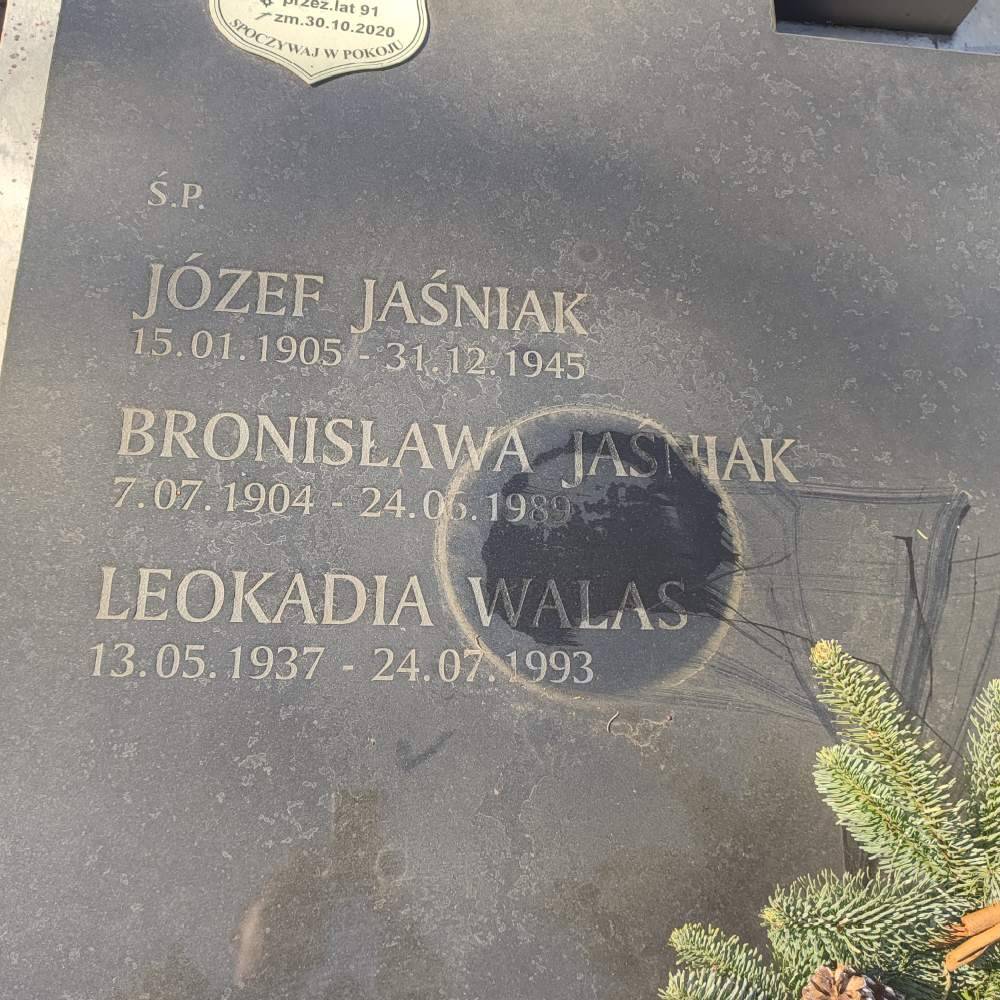 przeż.lat 91
zm.30.10.2020
SPOCZYWAJ W POKOJU
Ś.P.
JÓZEF JAŚNIAK
15.01.1905 - 31.12.1945
BRONISŁAWA JAŚNIAK
7.07.1904 - 24.06.1989
LEOKADIA WALAS
13.05.1937 - 24.07.1993